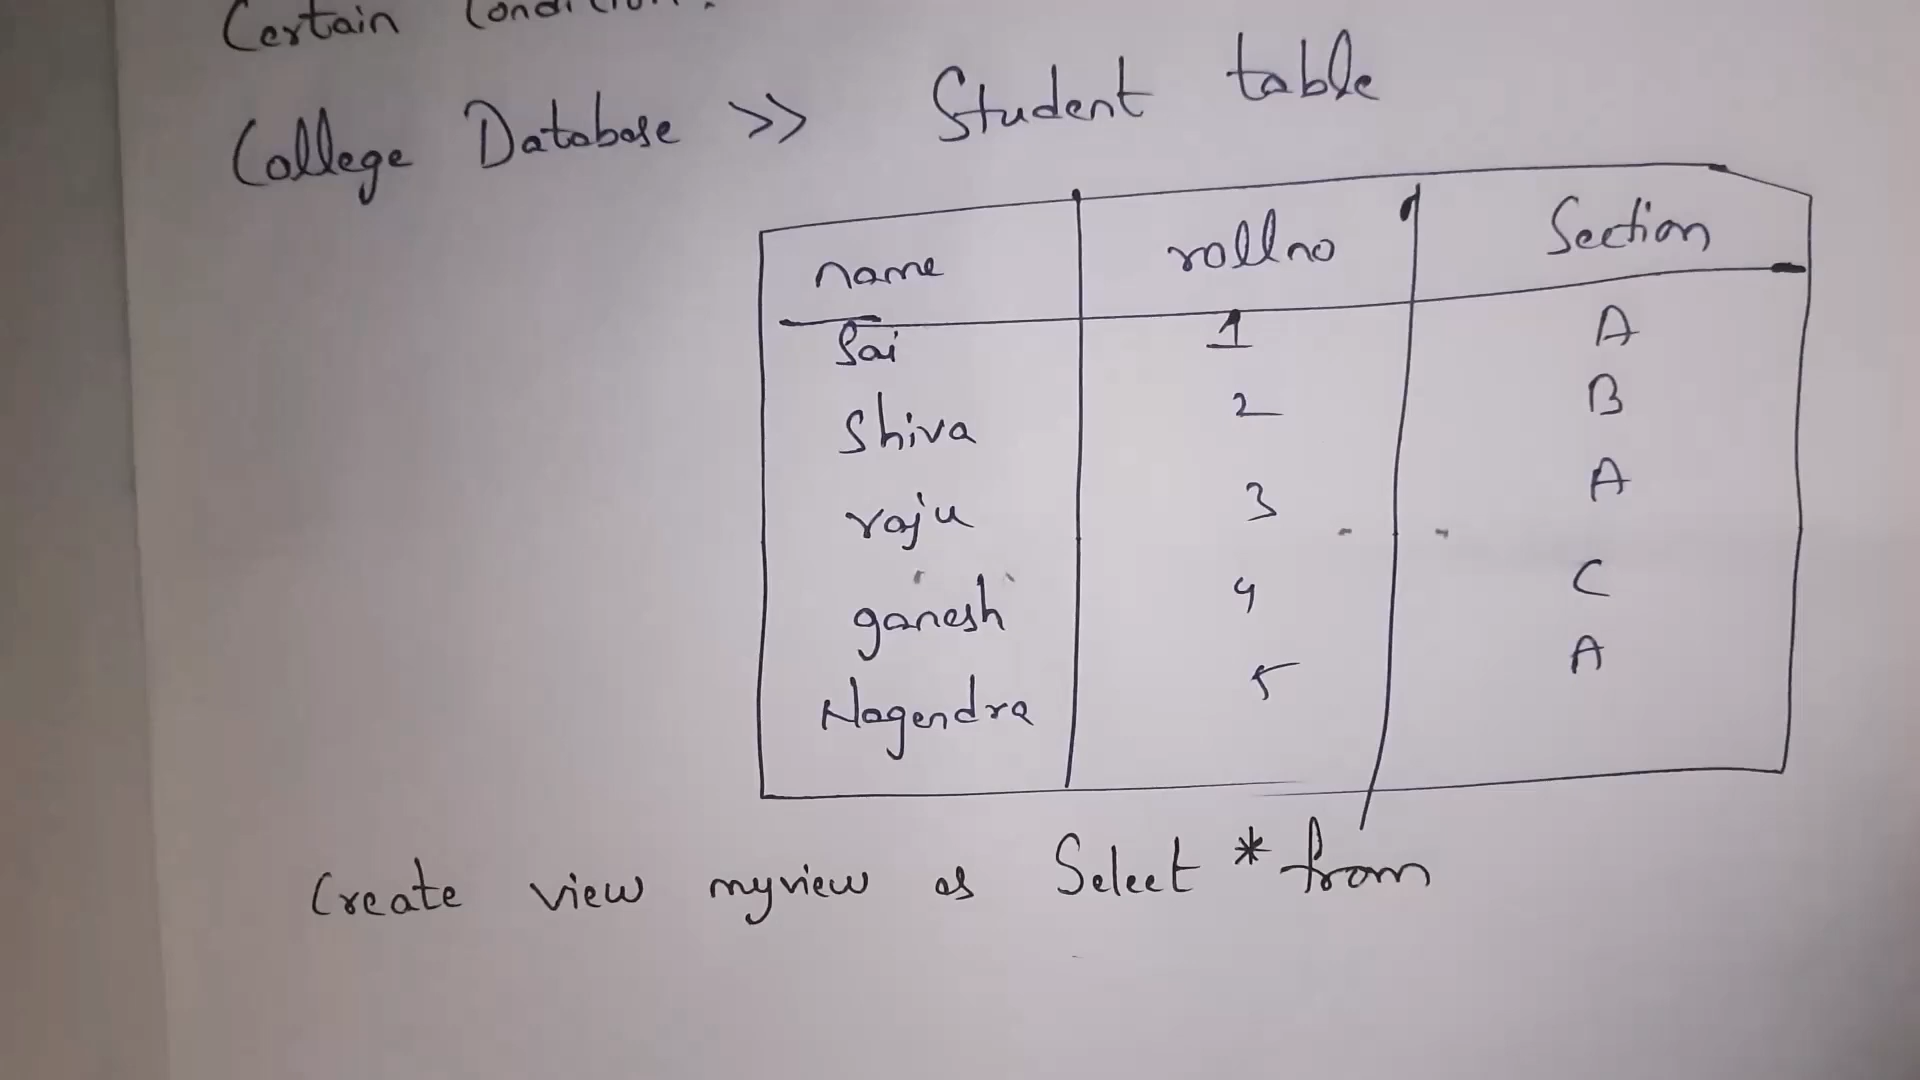 Certain Condition.
College Database >> Student table
name rollno Section
Sai 1 A
Shiva 2 B
raju 3 A
ganesh 4 C
Nagendra 5 A
Create view myview as Select * from